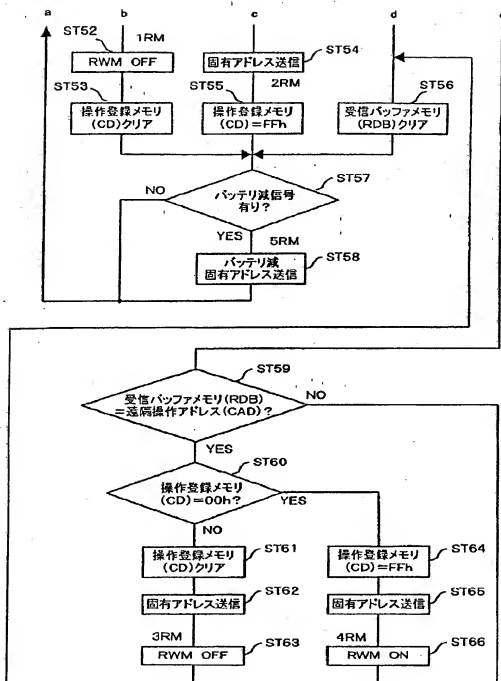 a
b
c
d
ST52
1RM
RWM OFF
固有アドレス送信
ST54
ST53
ST55
2RM
ST56
操作登録メモリ
(CD)クリア
操作登録メモリ
(CD)=FFh
受信バッファメモリ
(RDB)クリア
ST57
NO
バッテリ減信号
有り?
YES
5RM
ST58
バッテリ減
固有アドレス送信
ST59
受信バッファメモリ(RDB)
=遠隔操作アドレス(CAD)?
NO
YES
ST60
操作登録メモリ
(CD)=00h?
YES
NO
ST61
ST64
操作登録メモリ
(CD)クリア
操作登録メモリ
(CD)=FFh
ST62
ST65
固有アドレス送信
固有アドレス送信
3RM
ST63
4RM
ST66
RWM OFF
RWM ON